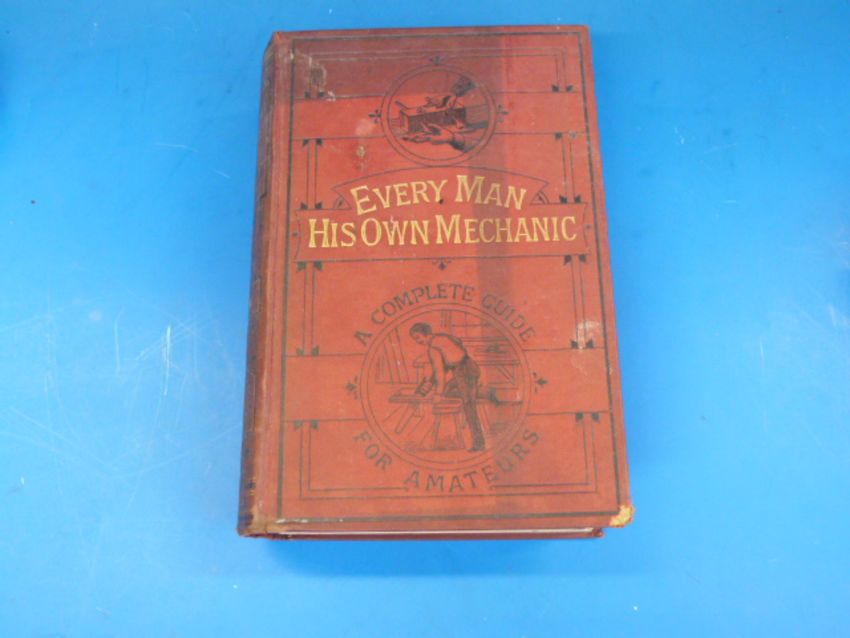 EVERY MAN
HIS OWN MECHANIC
A COMPLETE GUIDE
FOR AMATEURS